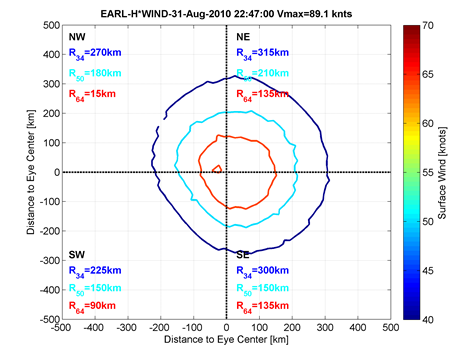 EARL-H*WIND-31-Aug-2010 22:47:00 Vmax=89.1 knts
NW
R34=270km
R50=180km
R64=15km
NE
R34=315km
R50=210km
R64=135km
SW
R34=225km
R50=150km
R64=90km
SE
R34=300km
R50=150km
R64=135km
500
400
300
200
100
0
-100
-200
-300
-400
-500
-500 -400 -300 -200 -100 0 100 200 300 400 500
Distance to Eye Center [km]
Distance to Eye Center [km]
70
65
60
55
50
45
40
Surface Wind [knots]